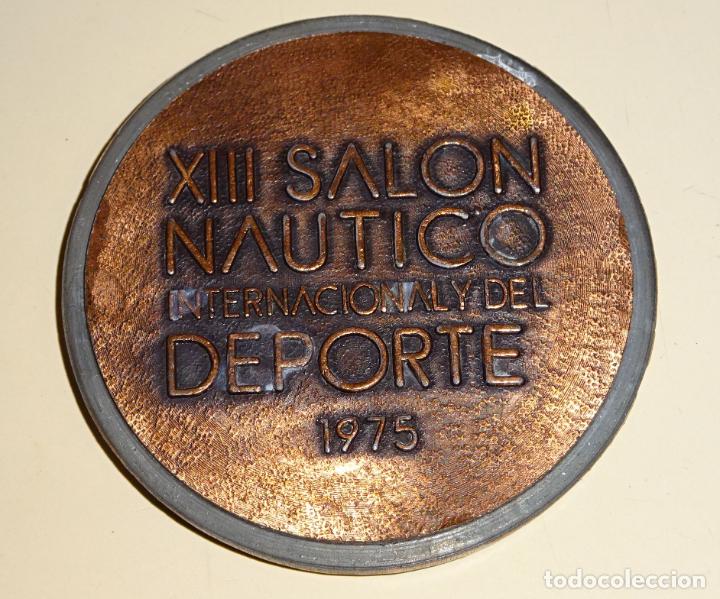 XIII SALON
NAUTICO
INTERNACIONAL Y DEL
DEPORTE
1975
todocoleccion